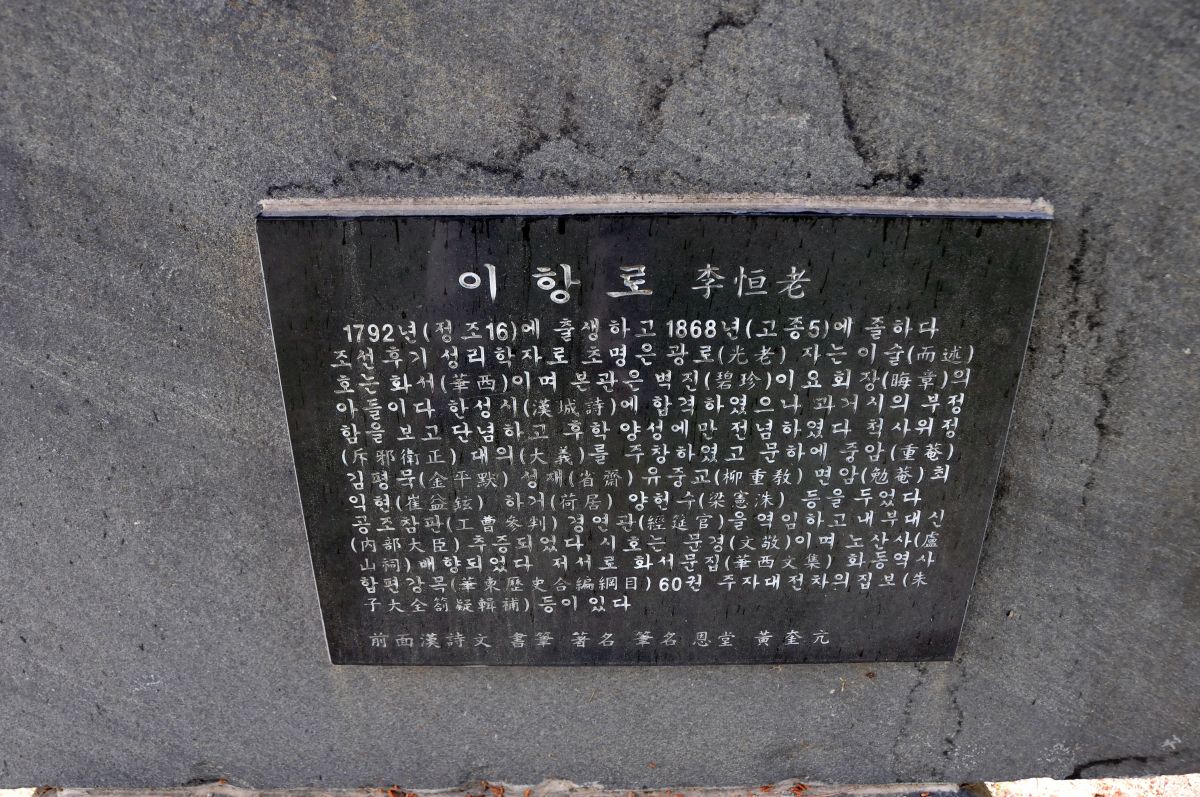 이항로 李恒老
1792년(정조16)에 출생하고 1868년(고종5)에 졸하다
조선후기 성리학자로 초명은 광로(光老) 자는 이술(而述)
호는 화서(華西)이며 본관은 벽진(碧珍)이요 회장(晦章)의
아들이다 한성시(漢城詩)에 합격하였으나 과거시의 부정
함을 보고 단념하고 후학 양성에만 전념하였다 척사위정
(斥邪衛正) 대의(大義)를 주창하였고 문하에 중암(重菴)
김평묵(金平默) 성재(省齋) 유중교(柳重敎) 면암(勉菴) 최
익현(崔益鉉) 하거(荷居) 양헌수(梁憲洙) 등을 두었다
공조참판(工曹參判) 경연관(經筵官)을 역임하고 내부대신
(內部大臣) 추증되었다 시호는 문경(文敬)이며 노산사(盧
山祠) 배향되었다 저서로 화서문집(華西文集) 화동역사
합편강목(華東歷史合編綱目) 60권 주자대전차의집보(朱
子大全箚疑輯補) 등이 있다
前面漢詩文 書筆 著名 筆名 恩堂 黃奎元